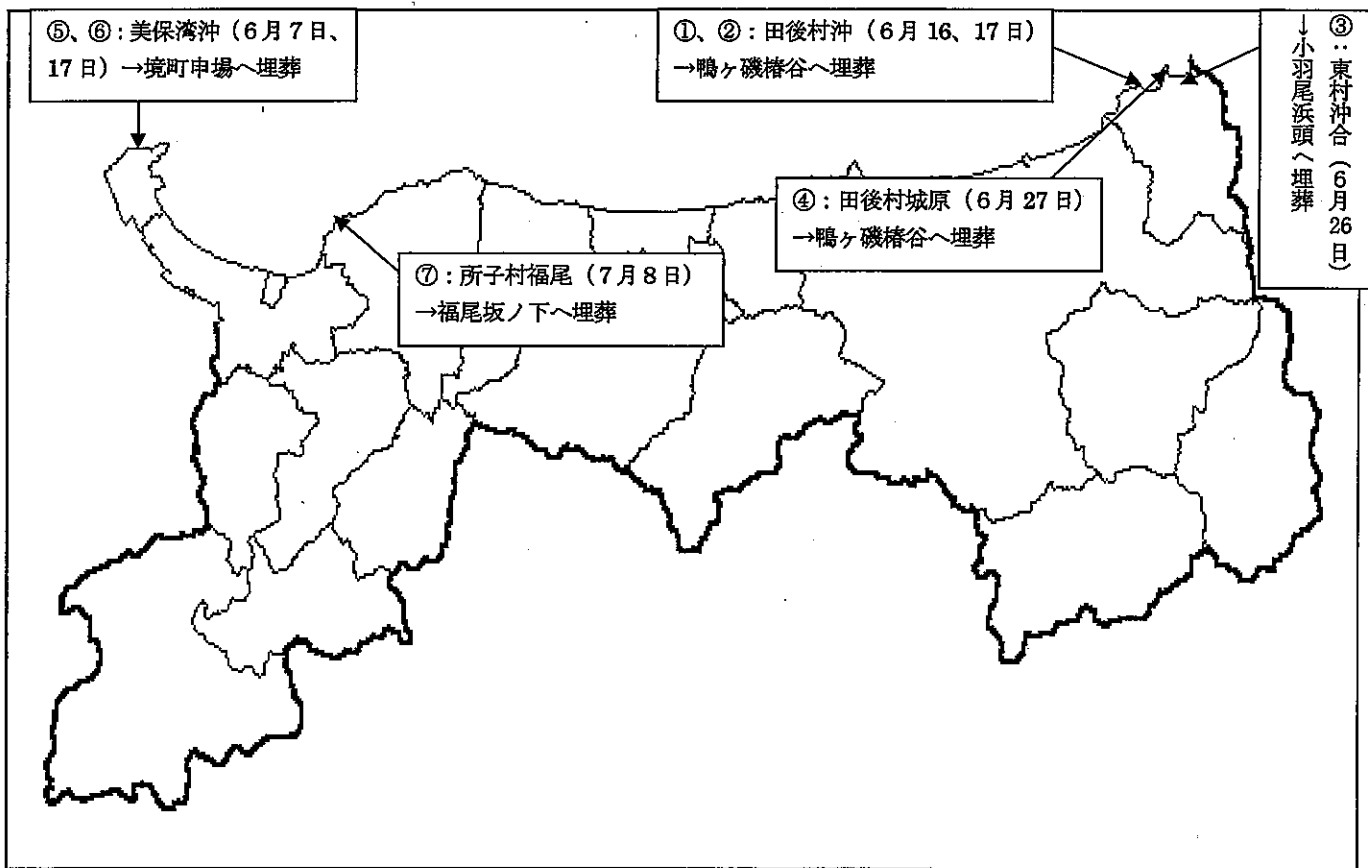 ⑤、⑥：美保湾沖（6月7日、
17日）→境町申場へ埋葬
①、②：田後村沖（6月16、17日）
→鴨ヶ磯椿谷へ埋葬
③：東村沖合（6月26日）
→小羽尾浜頭へ埋葬
④：田後村城原（6月27日）
→鴨ヶ磯椿谷へ埋葬
⑦：所子村福尾（7月8日）
→福尾坂ノ下へ埋葬